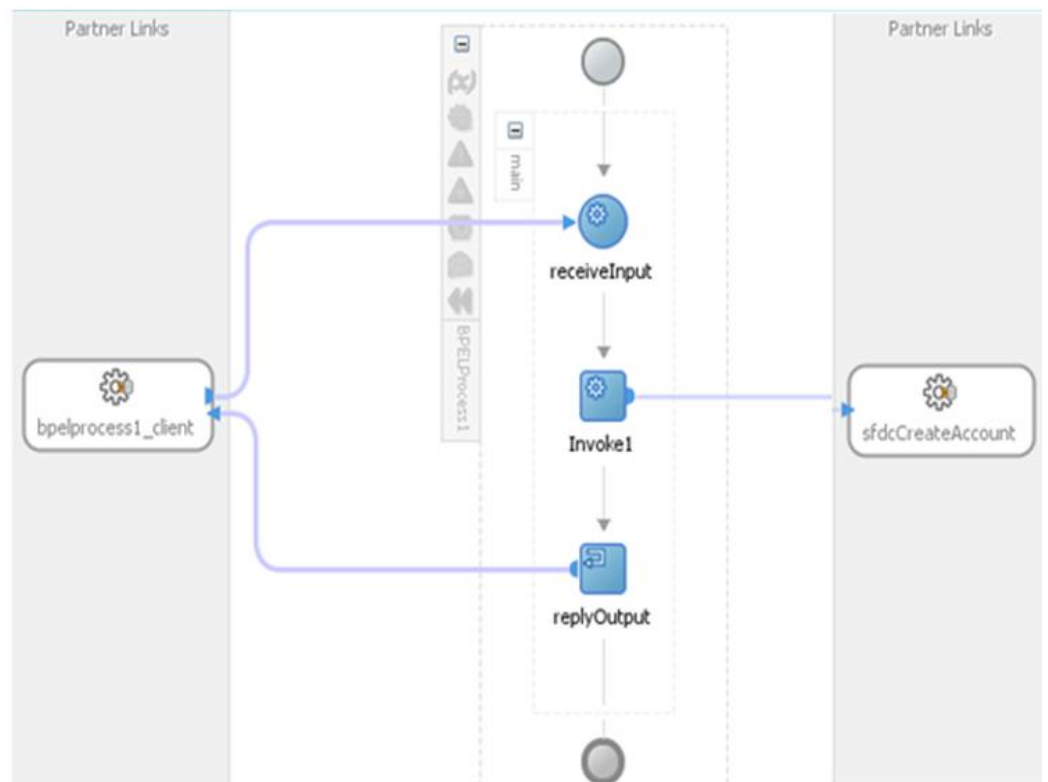 Partner Links
Partner Links
main
receiveInput
BPELProcess1
bpelprocess1_client
Invoke1
sfdcCreateAccount
replyOutput